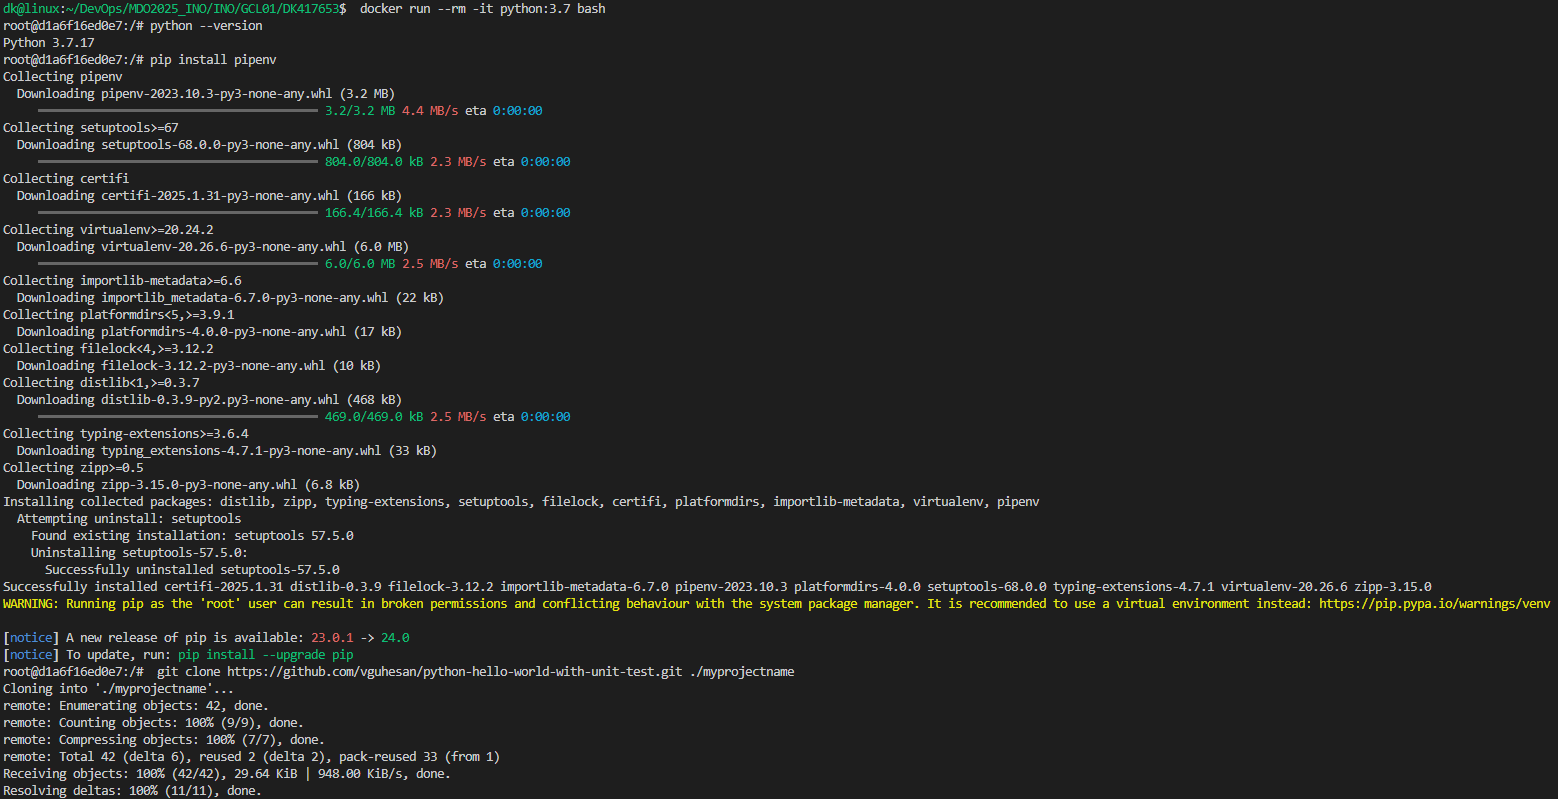 dk@linux:~/DevOps/MDO2025_INO/INO/GCL01/DK417653$  docker run --rm -it python:3.7 bash
root@d1a6f16ed0e7:/# python --version
Python 3.7.17
root@d1a6f16ed0e7:/# pip install pipenv
Collecting pipenv
  Downloading pipenv-2023.10.3-py3-none-any.whl (3.2 MB)
     3.2/3.2 MB 4.4 MB/s eta 0:00:00
Collecting setuptools>=67
  Downloading setuptools-68.0.0-py3-none-any.whl (804 kB)
     804.0/804.0 kB 2.3 MB/s eta 0:00:00
Collecting certifi
  Downloading certifi-2025.1.31-py3-none-any.whl (166 kB)
     166.4/166.4 kB 2.3 MB/s eta 0:00:00
Collecting virtualenv>=20.24.2
  Downloading virtualenv-20.26.6-py3-none-any.whl (6.0 MB)
     6.0/6.0 MB 2.5 MB/s eta 0:00:00
Collecting importlib-metadata>=6.6
  Downloading importlib_metadata-6.7.0-py3-none-any.whl (22 kB)
Collecting platformdirs<5,>=3.9.1
  Downloading platformdirs-4.0.0-py3-none-any.whl (17 kB)
Collecting filelock<4,>=3.12.2
  Downloading filelock-3.12.2-py3-none-any.whl (10 kB)
Collecting distlib<1,>=0.3.7
  Downloading distlib-0.3.9-py2.py3-none-any.whl (468 kB)
     469.0/469.0 kB 2.5 MB/s eta 0:00:00
Collecting typing-extensions>=3.6.4
  Downloading typing_extensions-4.7.1-py3-none-any.whl (33 kB)
Collecting zipp>=0.5
  Downloading zipp-3.15.0-py3-none-any.whl (6.8 kB)
Installing collected packages: distlib, zipp, typing-extensions, setuptools, filelock, certifi, platformdirs, importlib-metadata, virtualenv, pipenv
  Attempting uninstall: setuptools
    Found existing installation: setuptools 57.5.0
    Uninstalling setuptools-57.5.0:
      Successfully uninstalled setuptools-57.5.0
Successfully installed certifi-2025.1.31 distlib-0.3.9 filelock-3.12.2 importlib-metadata-6.7.0 pipenv-2023.10.3 platformdirs-4.0.0 setuptools-68.0.0 typing-extensions-4.7.1 virtualenv-20.26.6 zipp-3.15.0
WARNING: Running pip as the 'root' user can result in broken permissions and conflicting behaviour with the system package manager. It is recommended to use a virtual environment instead: https://pip.pypa.io/warnings/venv
[notice] A new release of pip is available: 23.0.1 -> 24.0
[notice] To update, run: pip install --upgrade pip
root@d1a6f16ed0e7:/#  git clone https://github.com/vguhesan/python-hello-world-with-unit-test.git ./myprojectname
Cloning into './myprojectname'...
remote: Enumerating objects: 42, done.
remote: Counting objects: 100% (9/9), done.
remote: Compressing objects: 100% (7/7), done.
remote: Total 42 (delta 6), reused 2 (delta 2), pack-reused 33 (from 1)
Receiving objects: 100% (42/42), 29.64 KiB | 948.00 KiB/s, done.
Resolving deltas: 100% (11/11), done.